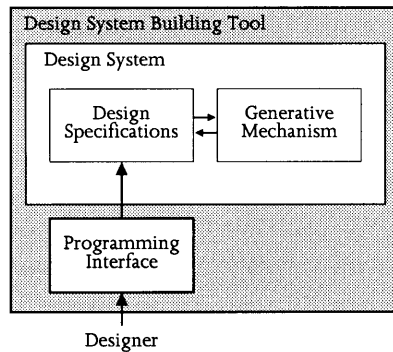 Design System Building Tool
Design System
Design
Specifications
Generative
Mechanism
Programming
Interface
Designer